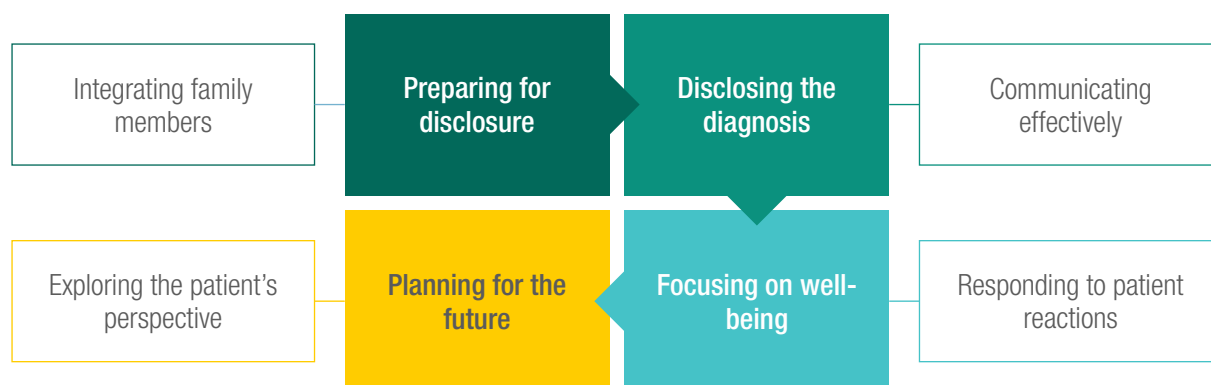 Integrating family
members
Preparing for
disclosure
Disclosing the
diagnosis
Communicating
effectively
Exploring the patient’s
perspective
Planning for the
future
Focusing on well-
being
Responding to patient
reactions